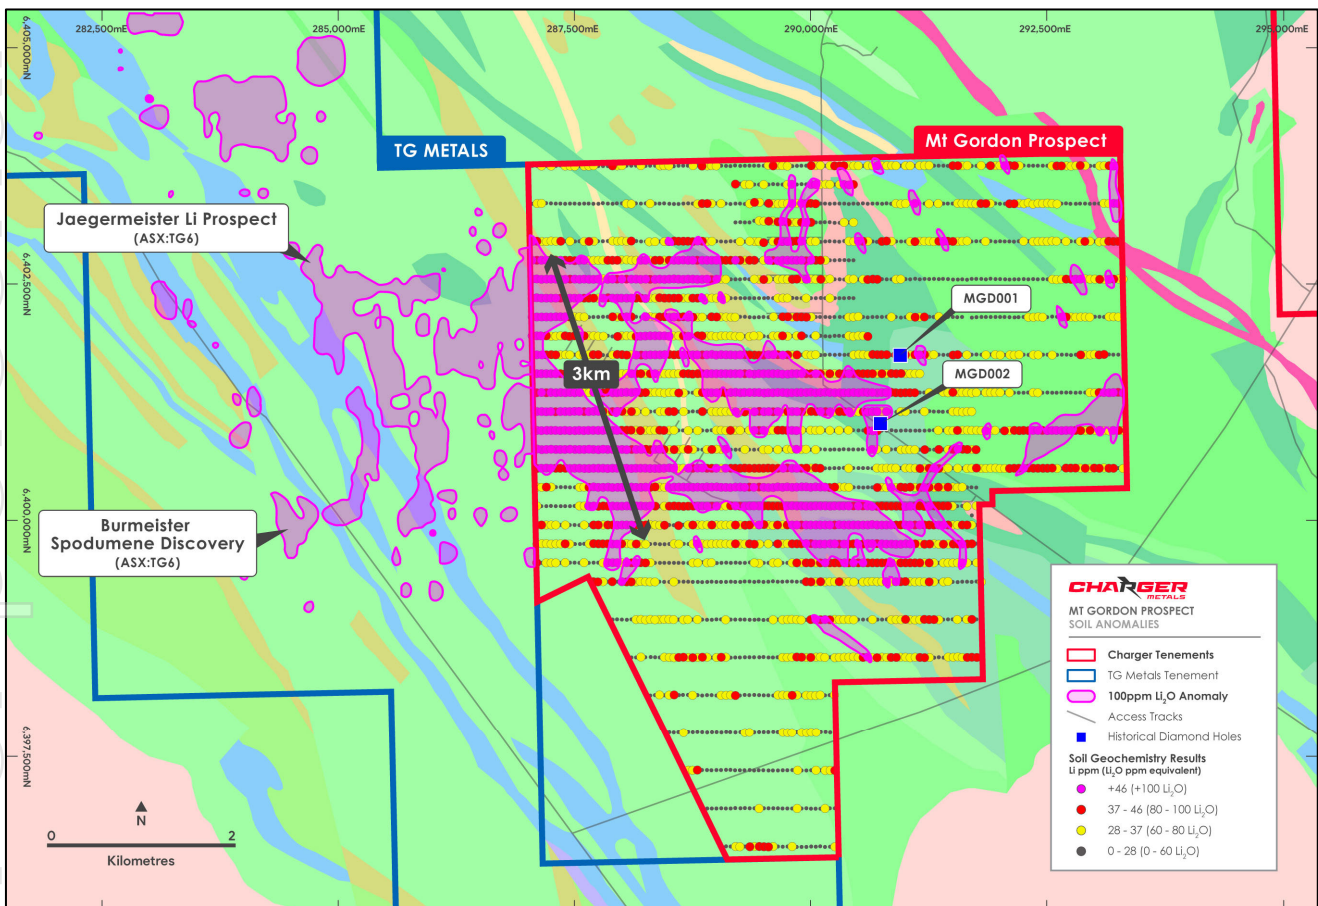 282,500mE
285,000mE
287,500mE
290,000mE
292,500mE
295,000mE
6,405,000mN
6,402,500mN
6,400,000mN
6,397,500mN
TG METALS
Mt Gordon Prospect
Jaegermeister Li Prospect
(ASX:TG6)
MGD001
3km
MGD002
Burmeister
Spodumene Discovery
(ASX:TG6)
N
0 2
Kilometres
CHARGER
METALS
MT GORDON PROSPECT
SOIL ANOMALIES
Charger Tenements
TG Metals Tenement
100ppm Li₂O Anomaly
Access Tracks
Historical Diamond Holes
Soil Geochemistry Results
Li ppm (Li₂O ppm equivalent)
+46 (+100 Li₂O)
37 - 46 (80 - 100 Li₂O)
28 - 37 (60 - 80 Li₂O)
0 - 28 (0 - 60 Li₂O)